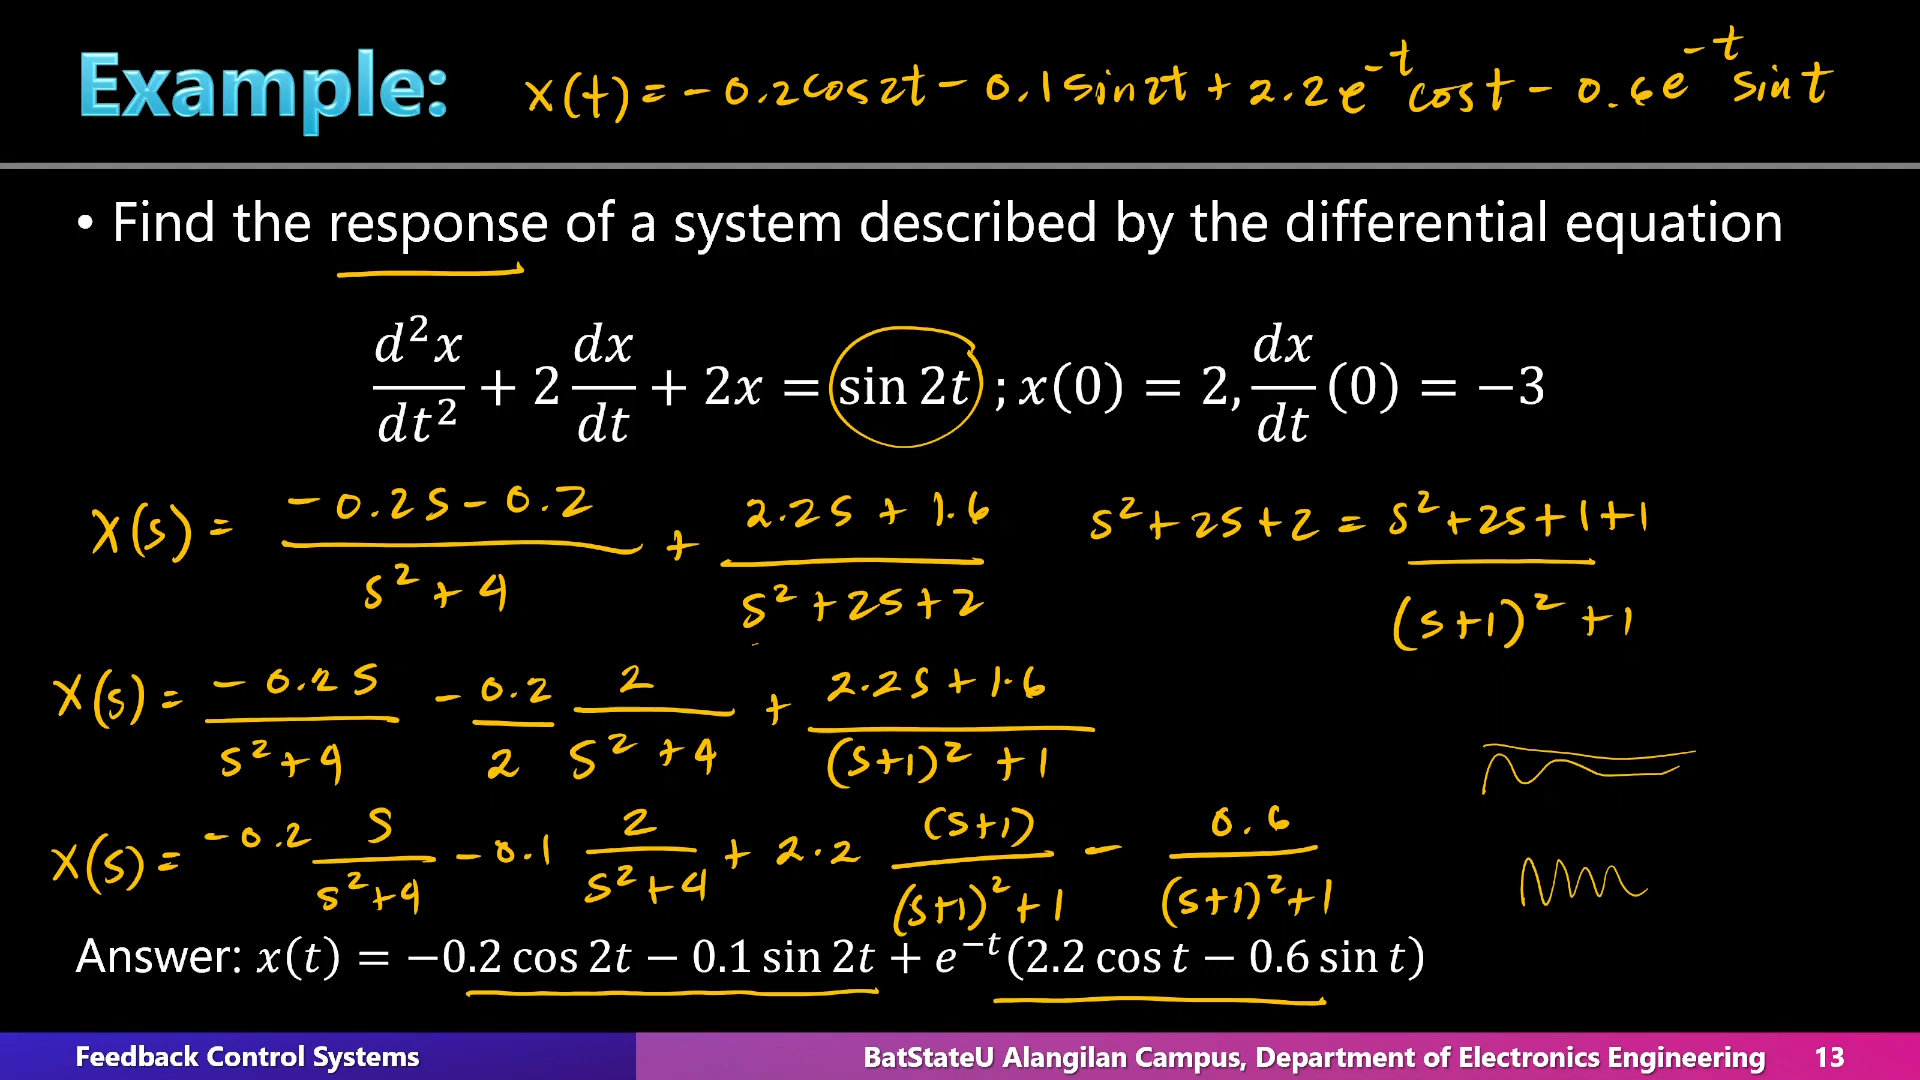 Example:
x(t) = -0.2cos2t - 0.1sin2t + 2.2e^-t cost - 0.6e^-t sint
• Find the response of a system described by the differential equation
d²x/dt² + 2 dx/dt + 2x = sin 2t ; x(0) = 2, dx/dt (0) = −3
X(s) = (-0.2s - 0.2)/(s² + 4) + (2.2s + 1.6)/(s² + 2s + 2)
s² + 2s + 2 = s² + 2s + 1 + 1
(s+1)² + 1
X(s) = -0.2s/(s² + 4) - 0.2/2 2/(s² + 4) + (2.2s + 1.6)/((s+1)² + 1)
X(s) = -0.2 s/(s²+4) - 0.1 2/(s²+4) + 2.2 (s+1)/((s+1)²+1) - 0.6/((s+1)²+1)
Answer: x(t) = −0.2 cos 2t − 0.1 sin 2t + e^−t(2.2 cos t − 0.6 sin t)
Feedback Control Systems
BatStateU Alangilan Campus, Department of Electronics Engineering 13